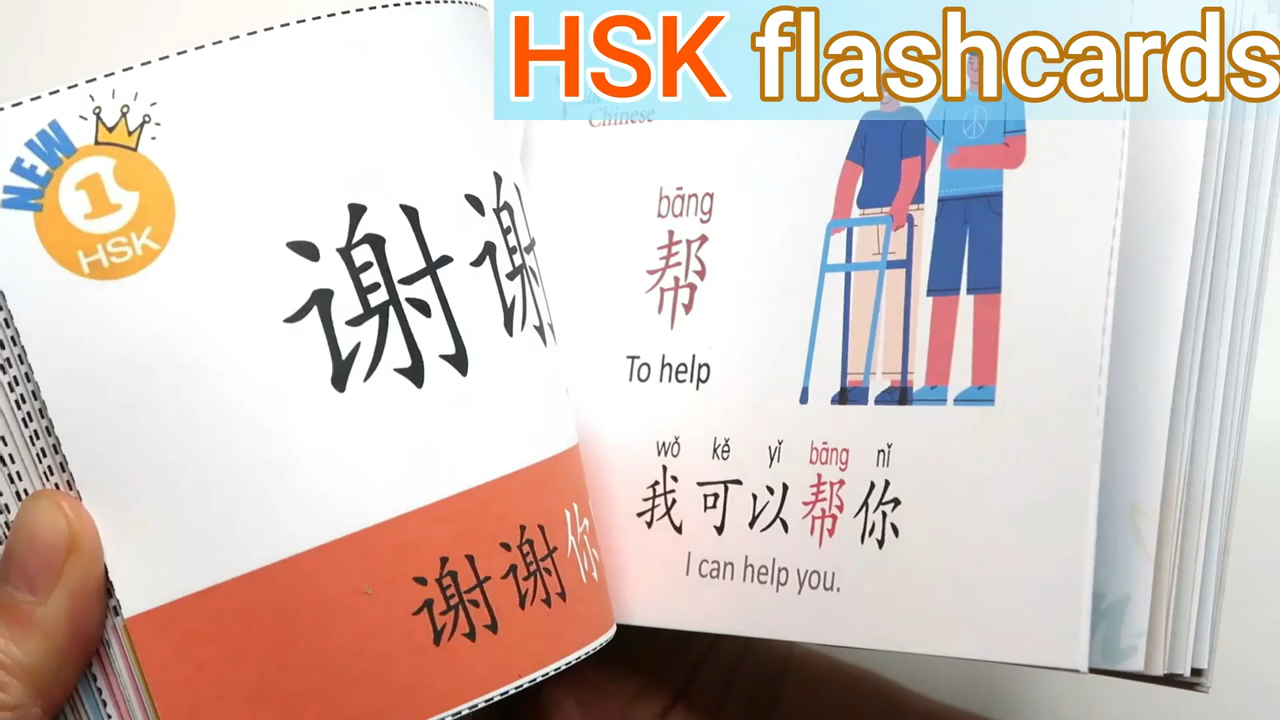 HSK flashcards
NEW
1
HSK
谢谢
谢谢你
Chinese
bāng
帮
To help
wǒ kě yǐ bāng nǐ
我可以帮你
I can help you.